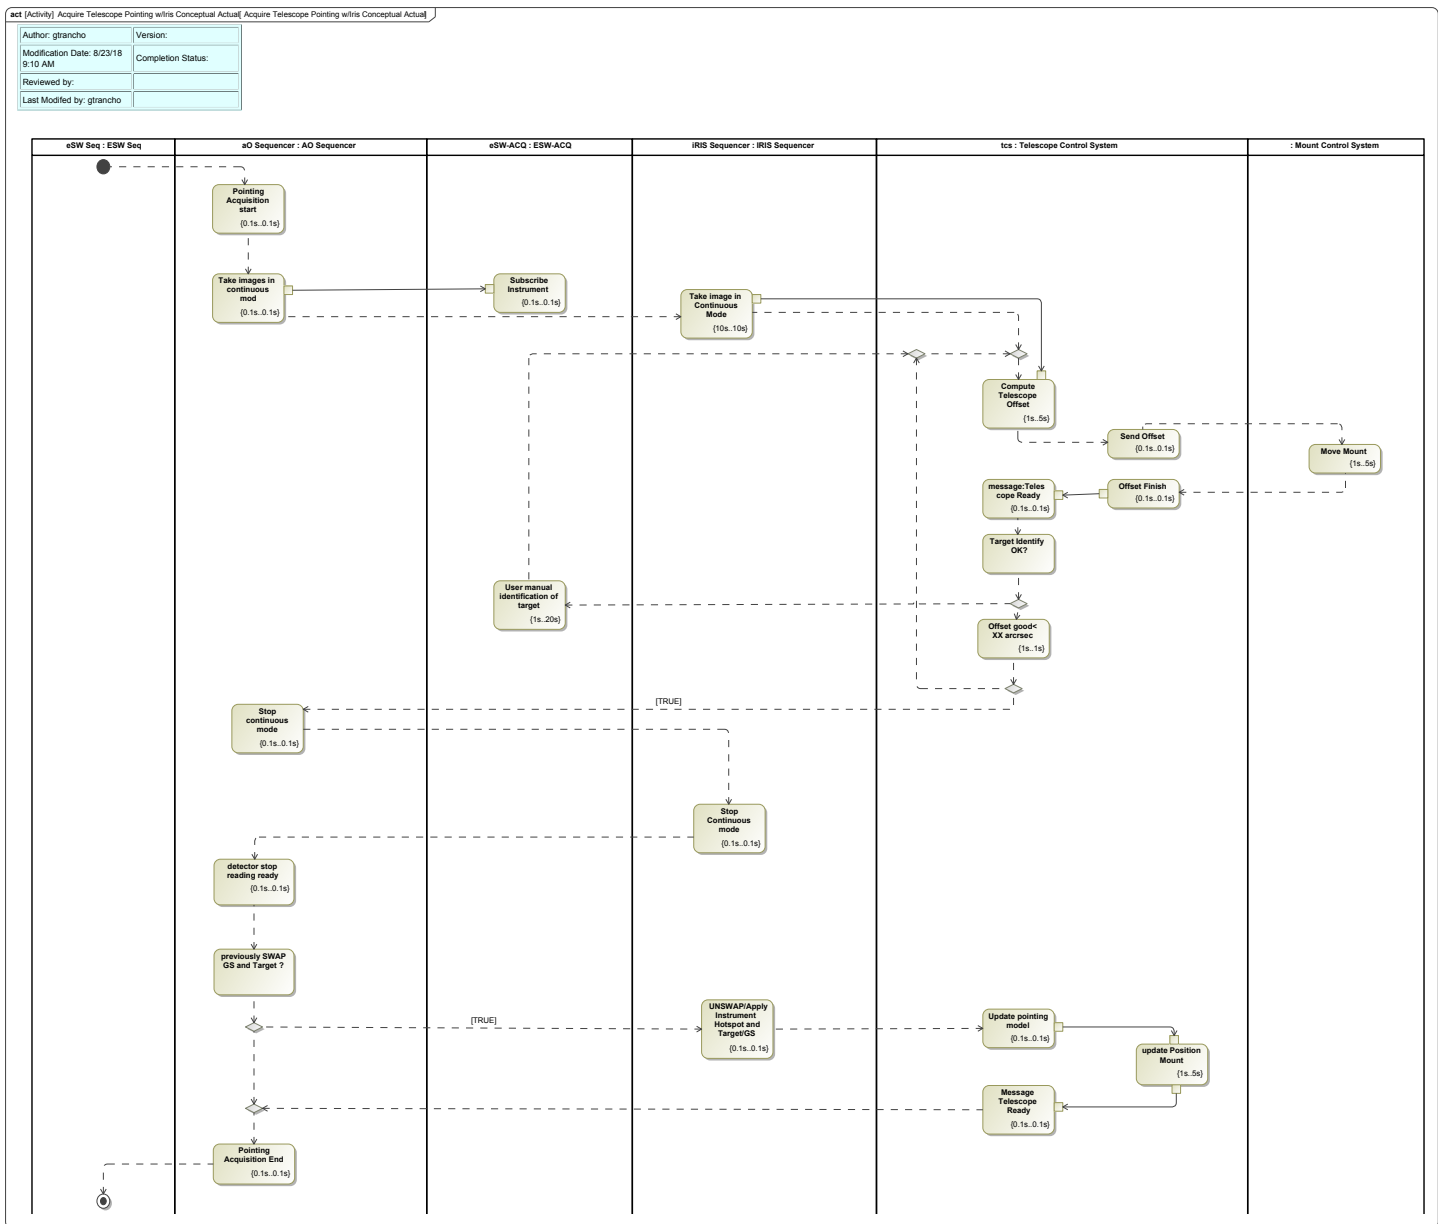 act [Activity] Acquire Telescope Pointing w/Iris Conceptual Actual[ Acquire Telescope Pointing w/Iris Conceptual Actual]
Author: gtrancho
Version:
Modification Date: 8/23/18
9:10 AM
Completion Status:
Reviewed by:
Last Modifed by: gtrancho
eSW Seq : ESW Seq
aO Sequencer : AO Sequencer
eSW-ACQ : ESW-ACQ
iRIS Sequencer : IRIS Sequencer
tcs : Telescope Control System
: Mount Control System
Pointing
Acquisition
start
{0.1s..0.1s}
Take images in
continuous
mod
{0.1s..0.1s}
Subscribe
Instrument
{0.1s..0.1s}
Take image in
Continuous
Mode
{10s..10s}
Compute
Telescope
Offset
{1s..5s}
Send Offset
{0.1s..0.1s}
Move Mount
{1s..5s}
message:Teles
cope Ready
{0.1s..0.1s}
Offset Finish
{0.1s..0.1s}
Target Identify
OK?
User manual
identification of
target
{1s..20s}
Offset good<
XX arcrsec
{1s..1s}
[TRUE]
Stop
continuous
mode
{0.1s..0.1s}
Stop
Continuous
mode
{0.1s..0.1s}
detector stop
reading ready
{0.1s..0.1s}
previously SWAP
GS and Target ?
[TRUE]
UNSWAP/Apply
Instrument
Hotspot and
Target/GS
{0.1s..0.1s}
Update pointing
model
{0.1s..0.1s}
update Position
Mount
{1s..5s}
Message
Telescope
Ready
{0.1s..0.1s}
Pointing
Acquisition End
{0.1s..0.1s}